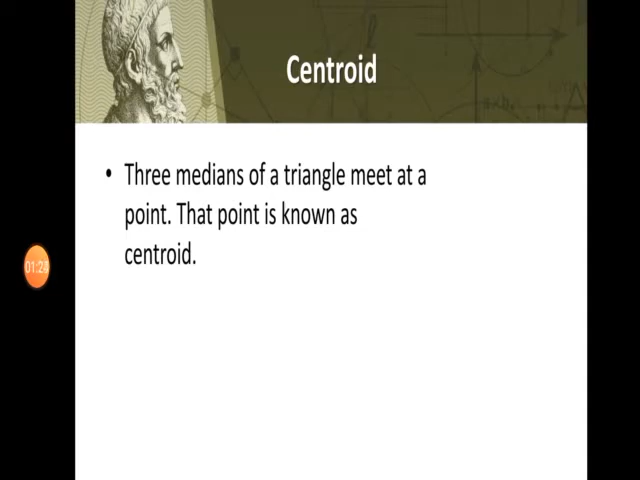 Centroid
• Three medians of a triangle meet at a
point. That point is known as
centroid.
01:28